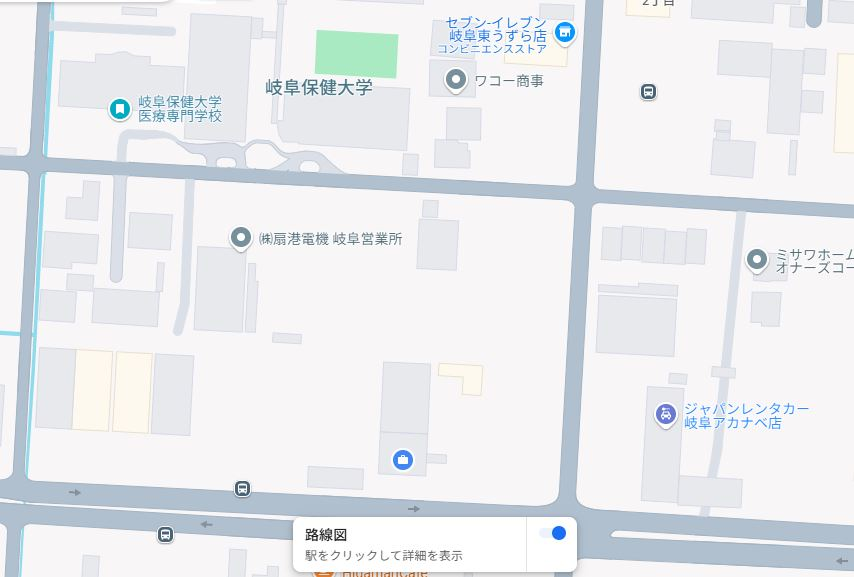 2丁目
セブン-イレブン
岐阜東うずら店
コンビニエンスストア
ワコー商事
岐阜保健大学
岐阜保健大学
医療専門学校
㈱扇港電機 岐阜営業所
ミサワホーム
オナーズコー
ジャパンレンタカー
岐阜アカナベ店
路線図
駅をクリックして詳細を表示
Hidamaricafe